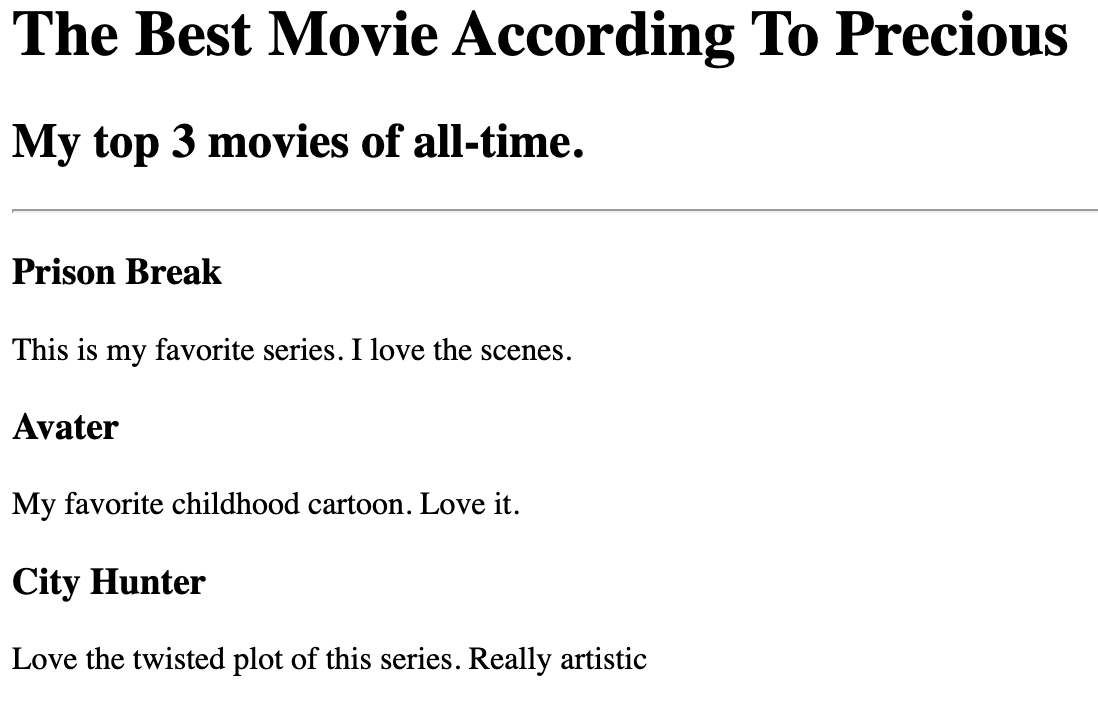 The Best Movie According To Precious
My top 3 movies of all-time.
Prison Break
This is my favorite series. I love the scenes.
Avater
My favorite childhood cartoon. Love it.
City Hunter
Love the twisted plot of this series. Really artistic